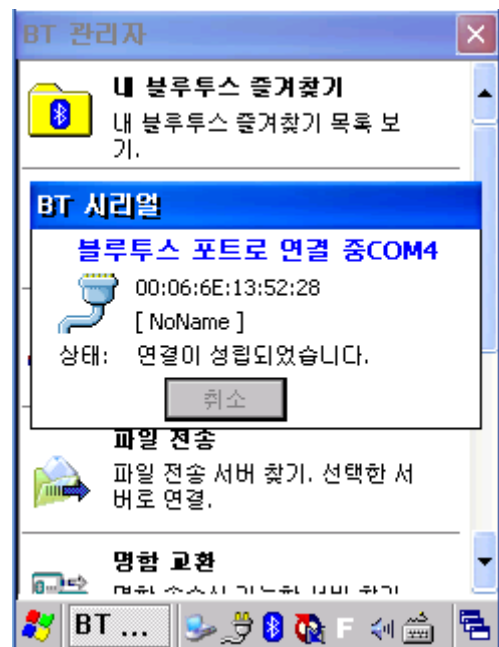 BT 관리자
내 블루투스 즐겨찾기
내 블루투스 즐겨찾기 목록 보
기.
BT 시리얼
블루투스 포트로 연결 중COM4
00:06:6E:13:52:28
[ NoName ]
상태: 연결이 성립되었습니다.
취소
파일 전송
파일 전송 서버 찾기. 선택한 서
버로 연결.
명함 교환
BT ...
F